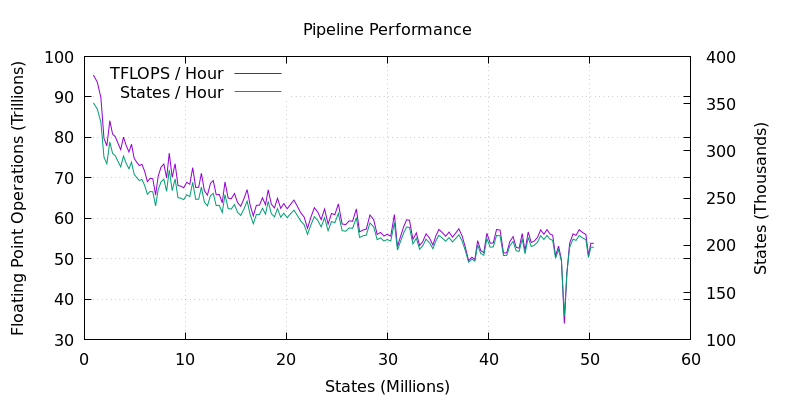 Pipeline Performance
TFLOPS / Hour
States / Hour
Floating Point Operations (Trillions)
100
90
80
70
60
50
40
30
400
350
300
250
200
150
100
States (Thousands)
0 10 20 30 40 50 60
States (Millions)